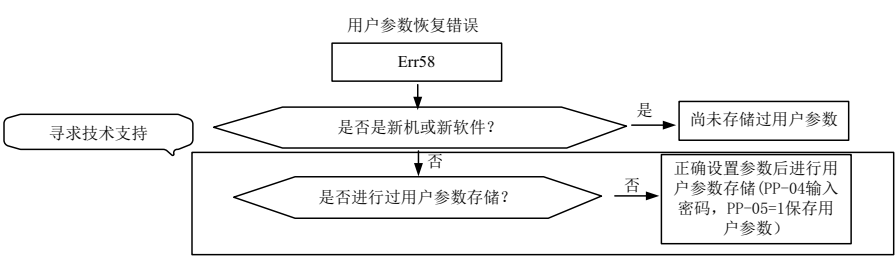 用户参数恢复错误
Err58
是否是新机或新软件？
是
尚未存储过用户参数
寻求技术支持
否
是否进行过用户参数存储？
否
正确设置参数后进行用
户参数存储(PP-04输入
密码，PP-05=1保存用
户参数）